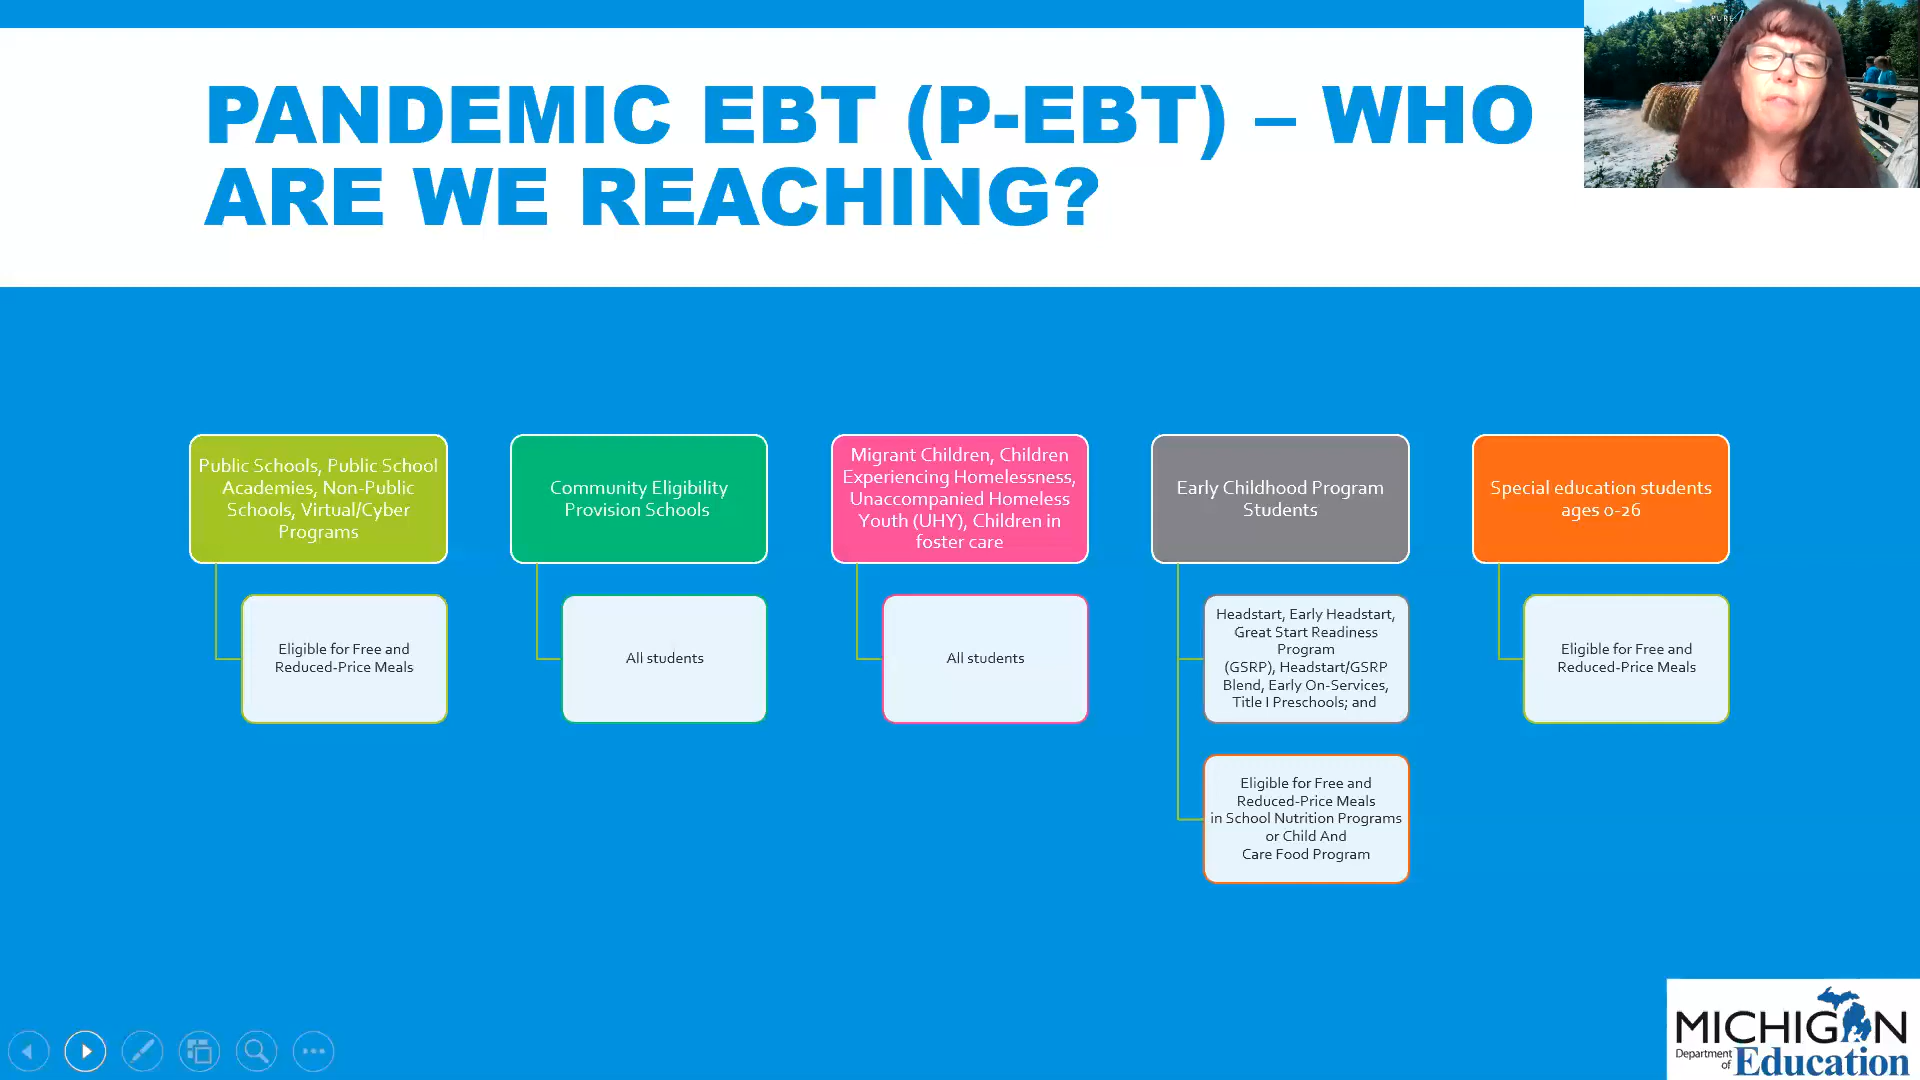 PANDEMIC EBT (P-EBT) – WHO
ARE WE REACHING?
PURE
Public Schools, Public School
Academies, Non-Public
Schools, Virtual/Cyber
Programs
Eligible for Free and
Reduced-Price Meals
Community Eligibility
Provision Schools
All students
Migrant Children, Children
Experiencing Homelessness,
Unaccompanied Homeless
Youth (UHY), Children in
foster care
All students
Early Childhood Program
Students
Headstart, Early Headstart,
Great Start Readiness
Program
(GSRP), Headstart/GSRP
Blend, Early On-Services,
Title I Preschools; and
Eligible for Free and
Reduced-Price Meals
in School Nutrition Programs
or Child And
Care Food Program
Special education students
ages 0-26
Eligible for Free and
Reduced-Price Meals
MICHIGAN
Department of
Education